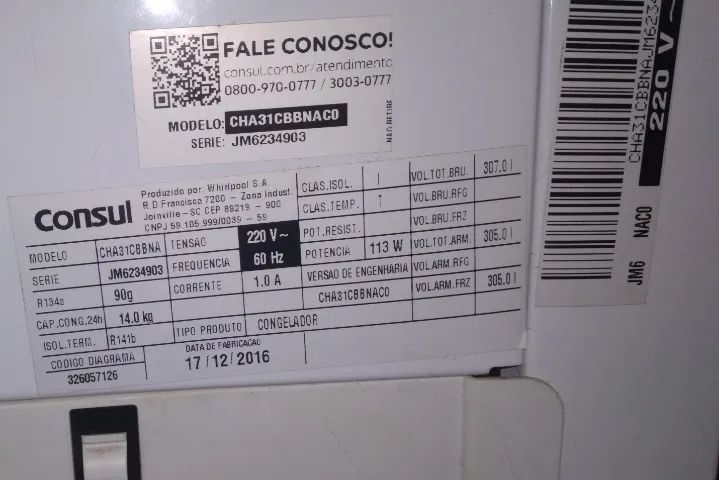 FALE CONOSCO!
consul.com.br/atendimento
0800-970-0777 / 3003-0777
MODELO: CHA31CBBNAC0
SERIE: JM6234903
NAO RETIRE
consul
Produzido por: Whirlpool S.A.
R.D.Francisca 7200 - Zona Indust.
Joinville-SC CEP 89219 - 900
CNPJ 59.105.999/0039 - 59
MODELO CHA31CBBNA
SERIE JM6234903
R134a 90g
CAP.CONG.24h 14.0 kg
ISOL.TERM. R141b
CODIGO DIAGRAMA
326057126
TENSAO 220 V~
FREQUENCIA 60 Hz
CORRENTE 1.0 A
TIPO PRODUTO CONGELADOR
DATA DE FABRICACAO
17/12/2016
CLAS.ISOL. I
CLAS.TEMP.
POT.RESIST.
POTENCIA 113 W
VERSAO DE ENGENHARIA
CHA31CBBNAC0
VOL.TOT.BRU. 307.0 l
VOL.BRU.RFG
VOL.BRU.FRZ
VOL.TOT.ARM. 305.0 l
VOL.ARM.RFG
VOL.ARM.FRZ 305.0 l
CHA31CBBNAJM6234
220 V~
JM6 NAC0